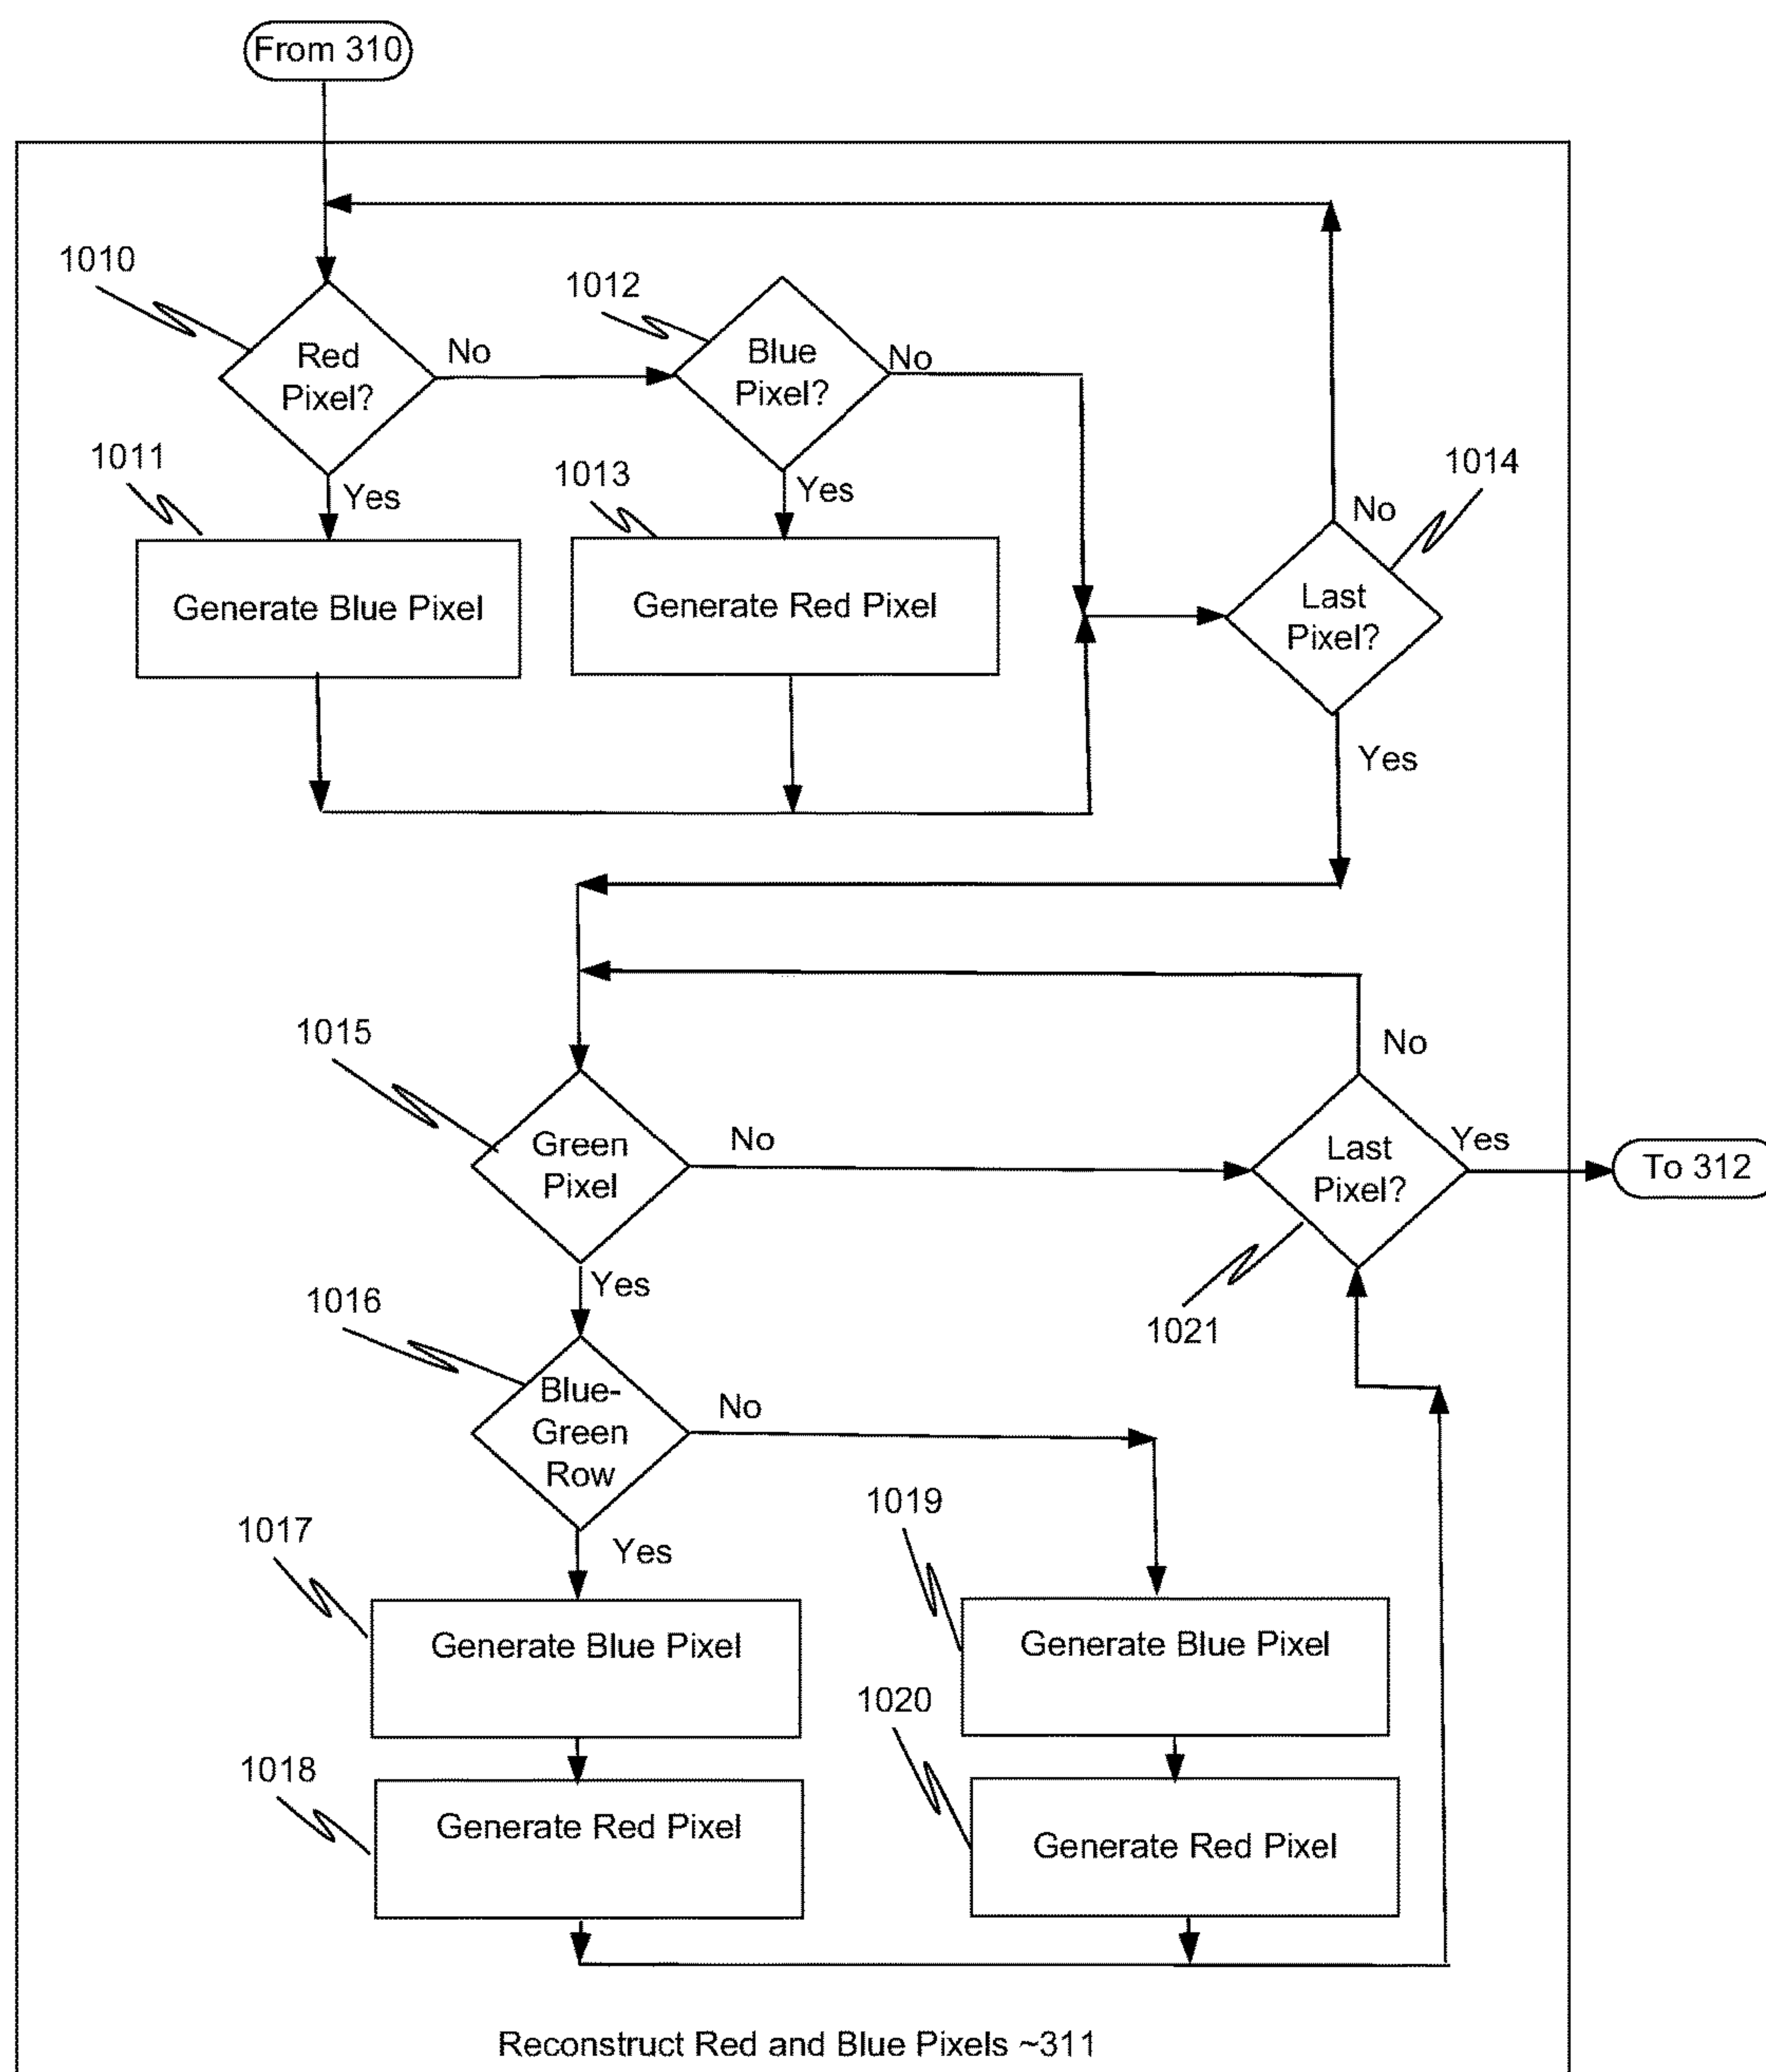 From 310
1010
Red
Pixel?
No
1012
Blue
Pixel?
No
1011
Yes
Generate Blue Pixel
1013
Yes
Generate Red Pixel
No
1014
Last
Pixel?
Yes
1015
Green
Pixel
No
No
Last
Pixel?
Yes
To 312
1021
Yes
1016
Blue-
Green
Row
No
1017
Yes
Generate Blue Pixel
1019
Generate Blue Pixel
1018
Generate Red Pixel
1020
Generate Red Pixel
Reconstruct Red and Blue Pixels ~311